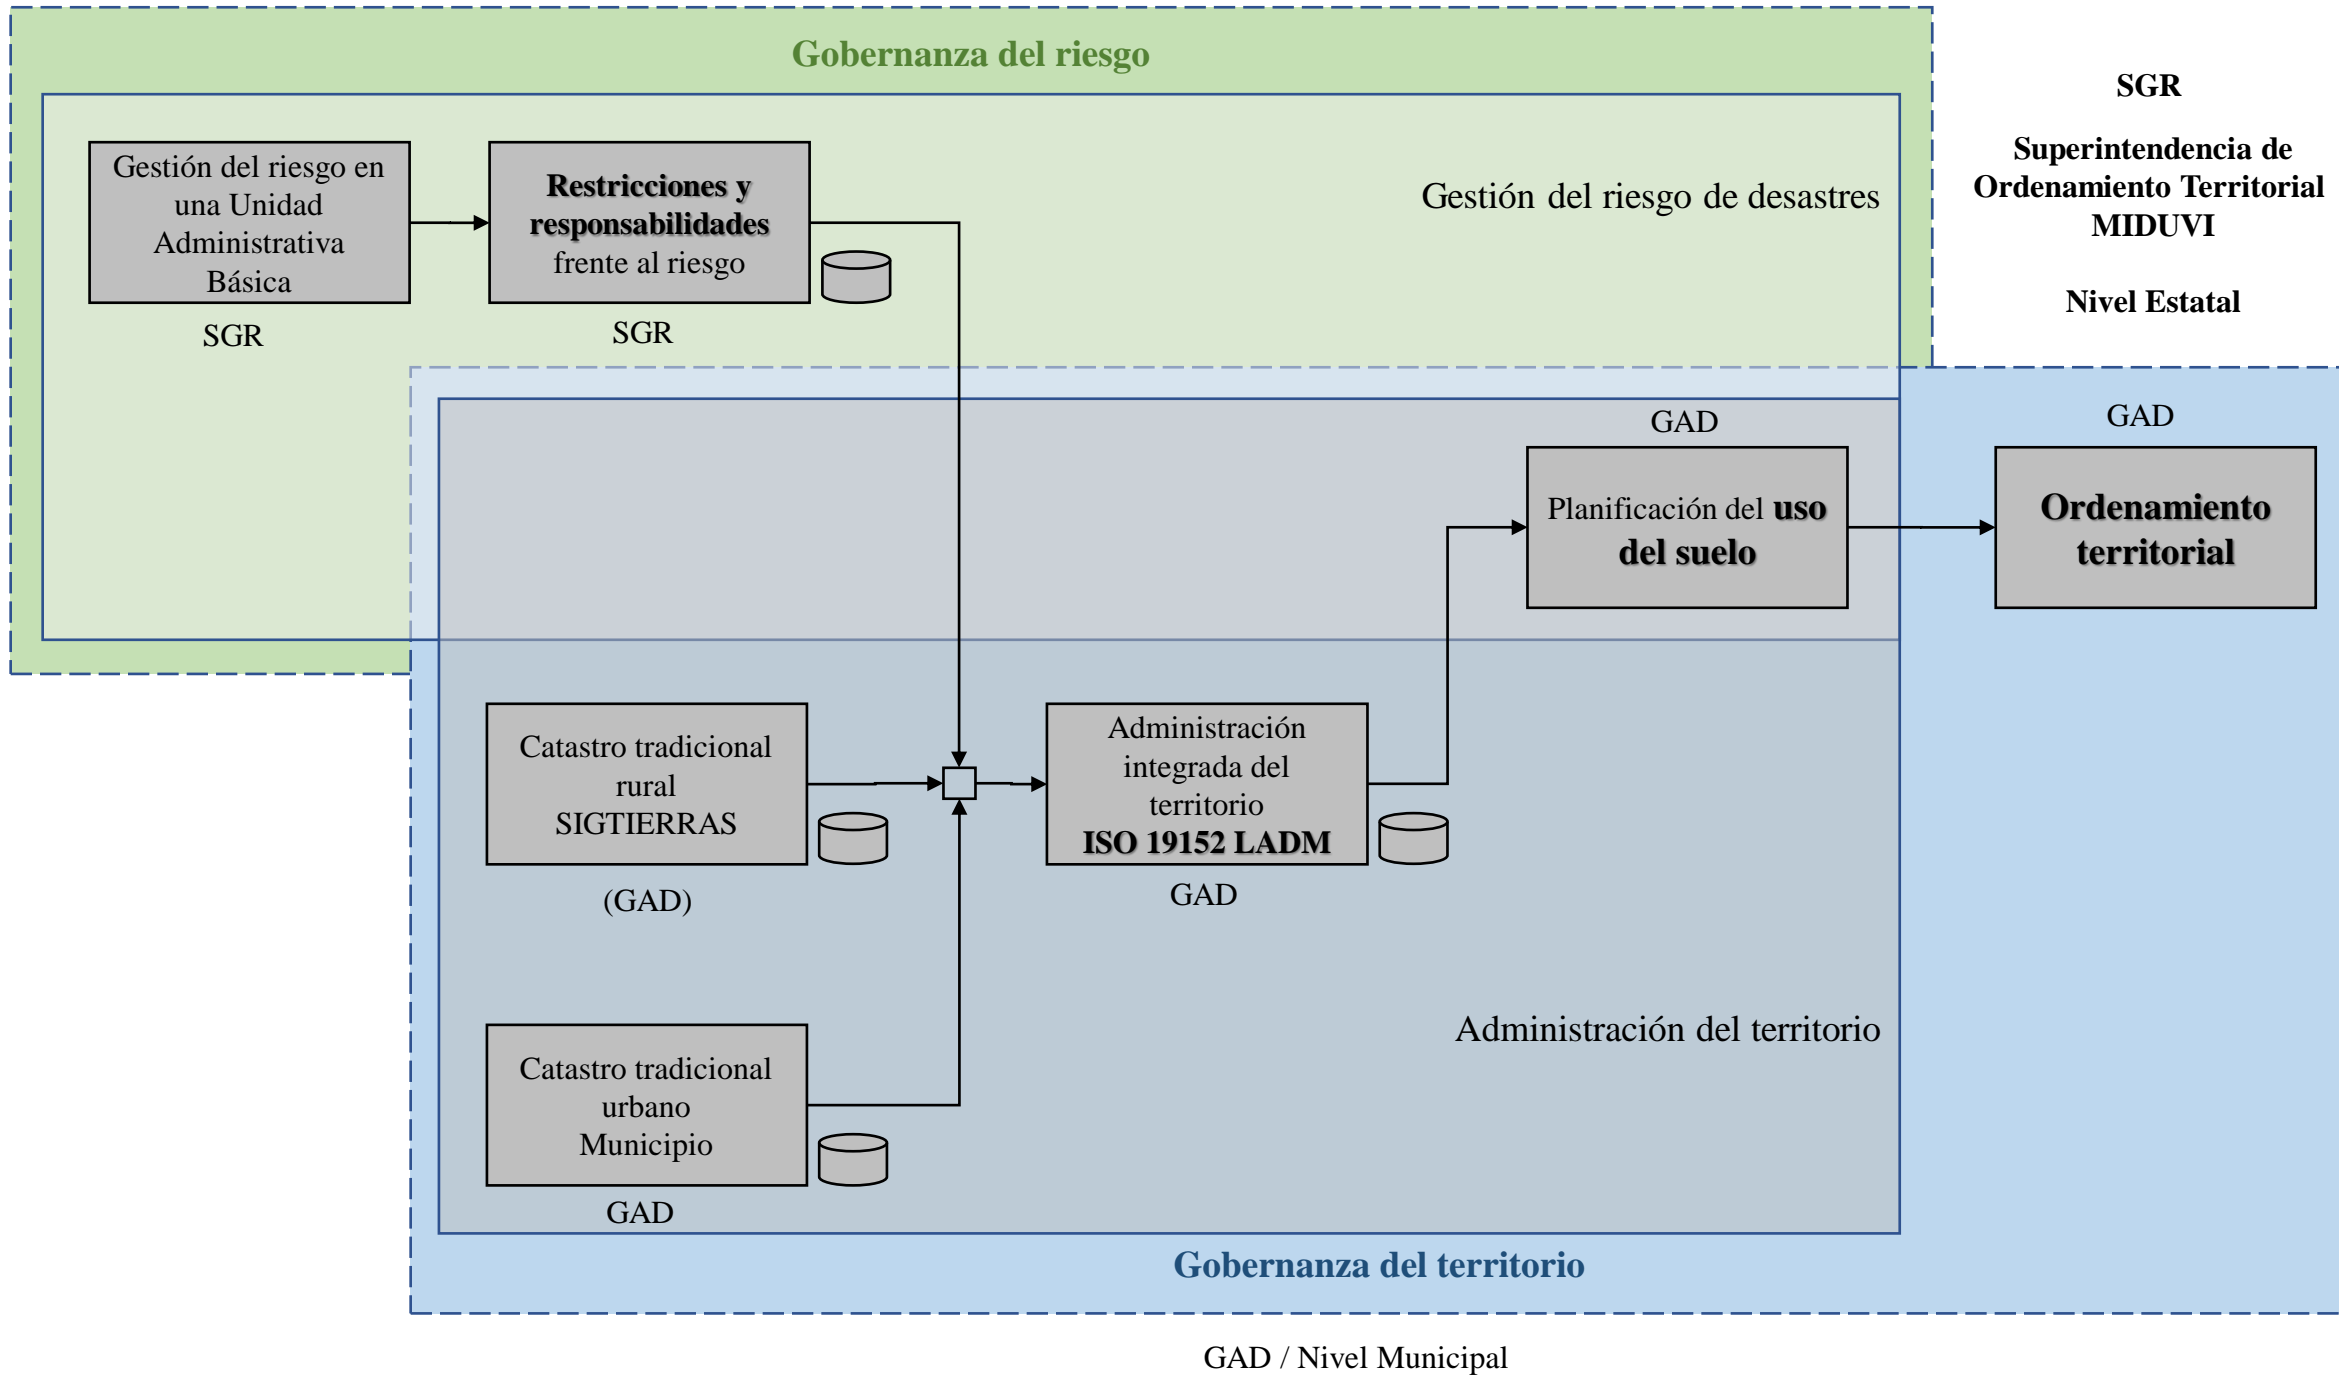 Gobernanza del riesgo
SGR
Superintendencia de
Ordenamiento Territorial
MIDUVI
Nivel Estatal
Gestión del riesgo en
una Unidad
Administrativa
Básica
SGR
Restricciones y
responsabilidades
frente al riesgo
SGR
Gestión del riesgo de desastres
GAD
Planificación del uso
del suelo
GAD
Ordenamiento
territorial
Catastro tradicional
rural
SIGTIERRAS
(GAD)
Administración
integrada del
territorio
ISO 19152 LADM
GAD
Catastro tradicional
urbano
Municipio
GAD
Administración del territorio
Gobernanza del territorio
GAD / Nivel Municipal